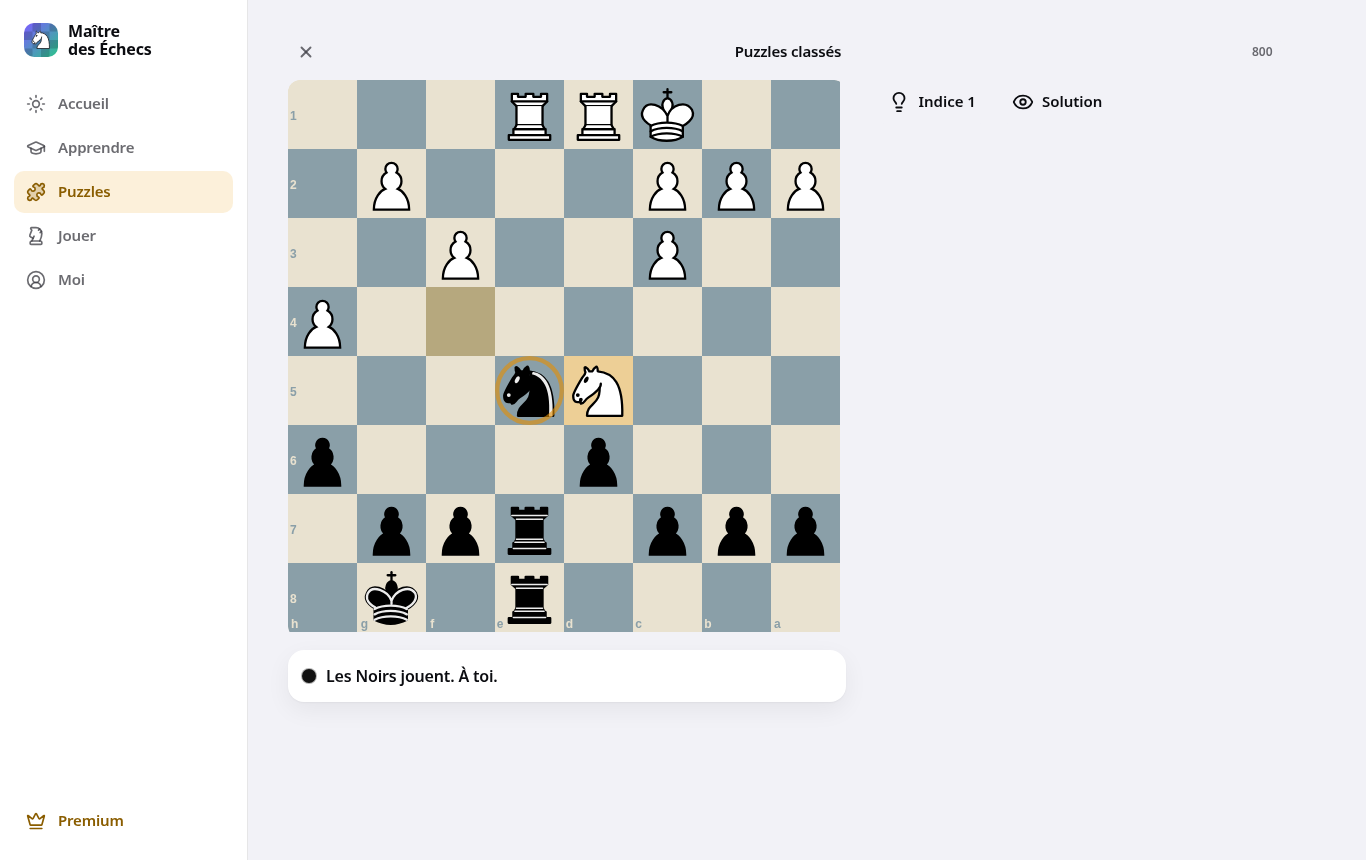 Maître
des Échecs
Accueil
Apprendre
Puzzles
Jouer
Moi
Premium
Puzzles classés
800
Indice 1
Solution
1
2
3
4
5
6
7
8
h g f e d c b a
Les Noirs jouent. À toi.